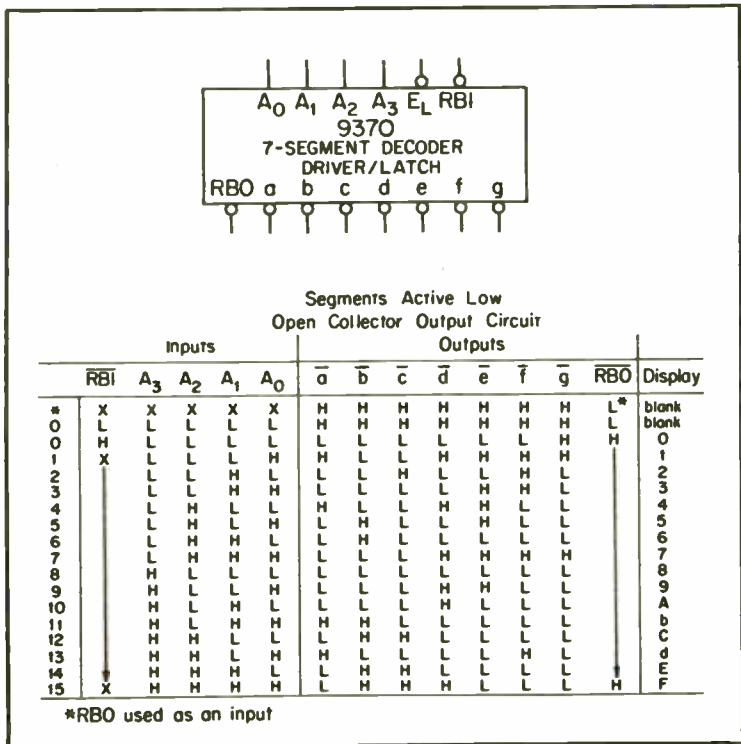 A0 A1 A2 A3 EL RBI
9370
7-SEGMENT DECODER
DRIVER/LATCH
RBO a b c d e f g
Segments Active Low
Open Collector Output Circuit
Inputs Outputs
RBI A3 A2 A1 A0 a b c d e f g RBO Display
* X X X X X H H H H H H H L* blank
0 L L L L L H H H H H H H L blank
0 H L L L L L L L L L L H H 0
1 X L L L H H L L H H H H 1
2 L L H L L L H L L H L 2
3 L L H H L L L L H H L 3
4 L H L L H L L H H L L 4
5 L H L H L H L L H L L 5
6 L H H L L H L L L L L 6
7 L H H H L L L H H H H 7
8 H L L L L L L L L L L 8
9 H L L H L L L H H L L 9
10 H L H L L L L H L L L A
11 H L H H H H L L L L L b
12 H H L L L H H L L L H C
13 H H L H H L L L L H L d
14 H H H L L H H L L L L E
15 X H H H H L H H H L L L H F
*RBO used as an input